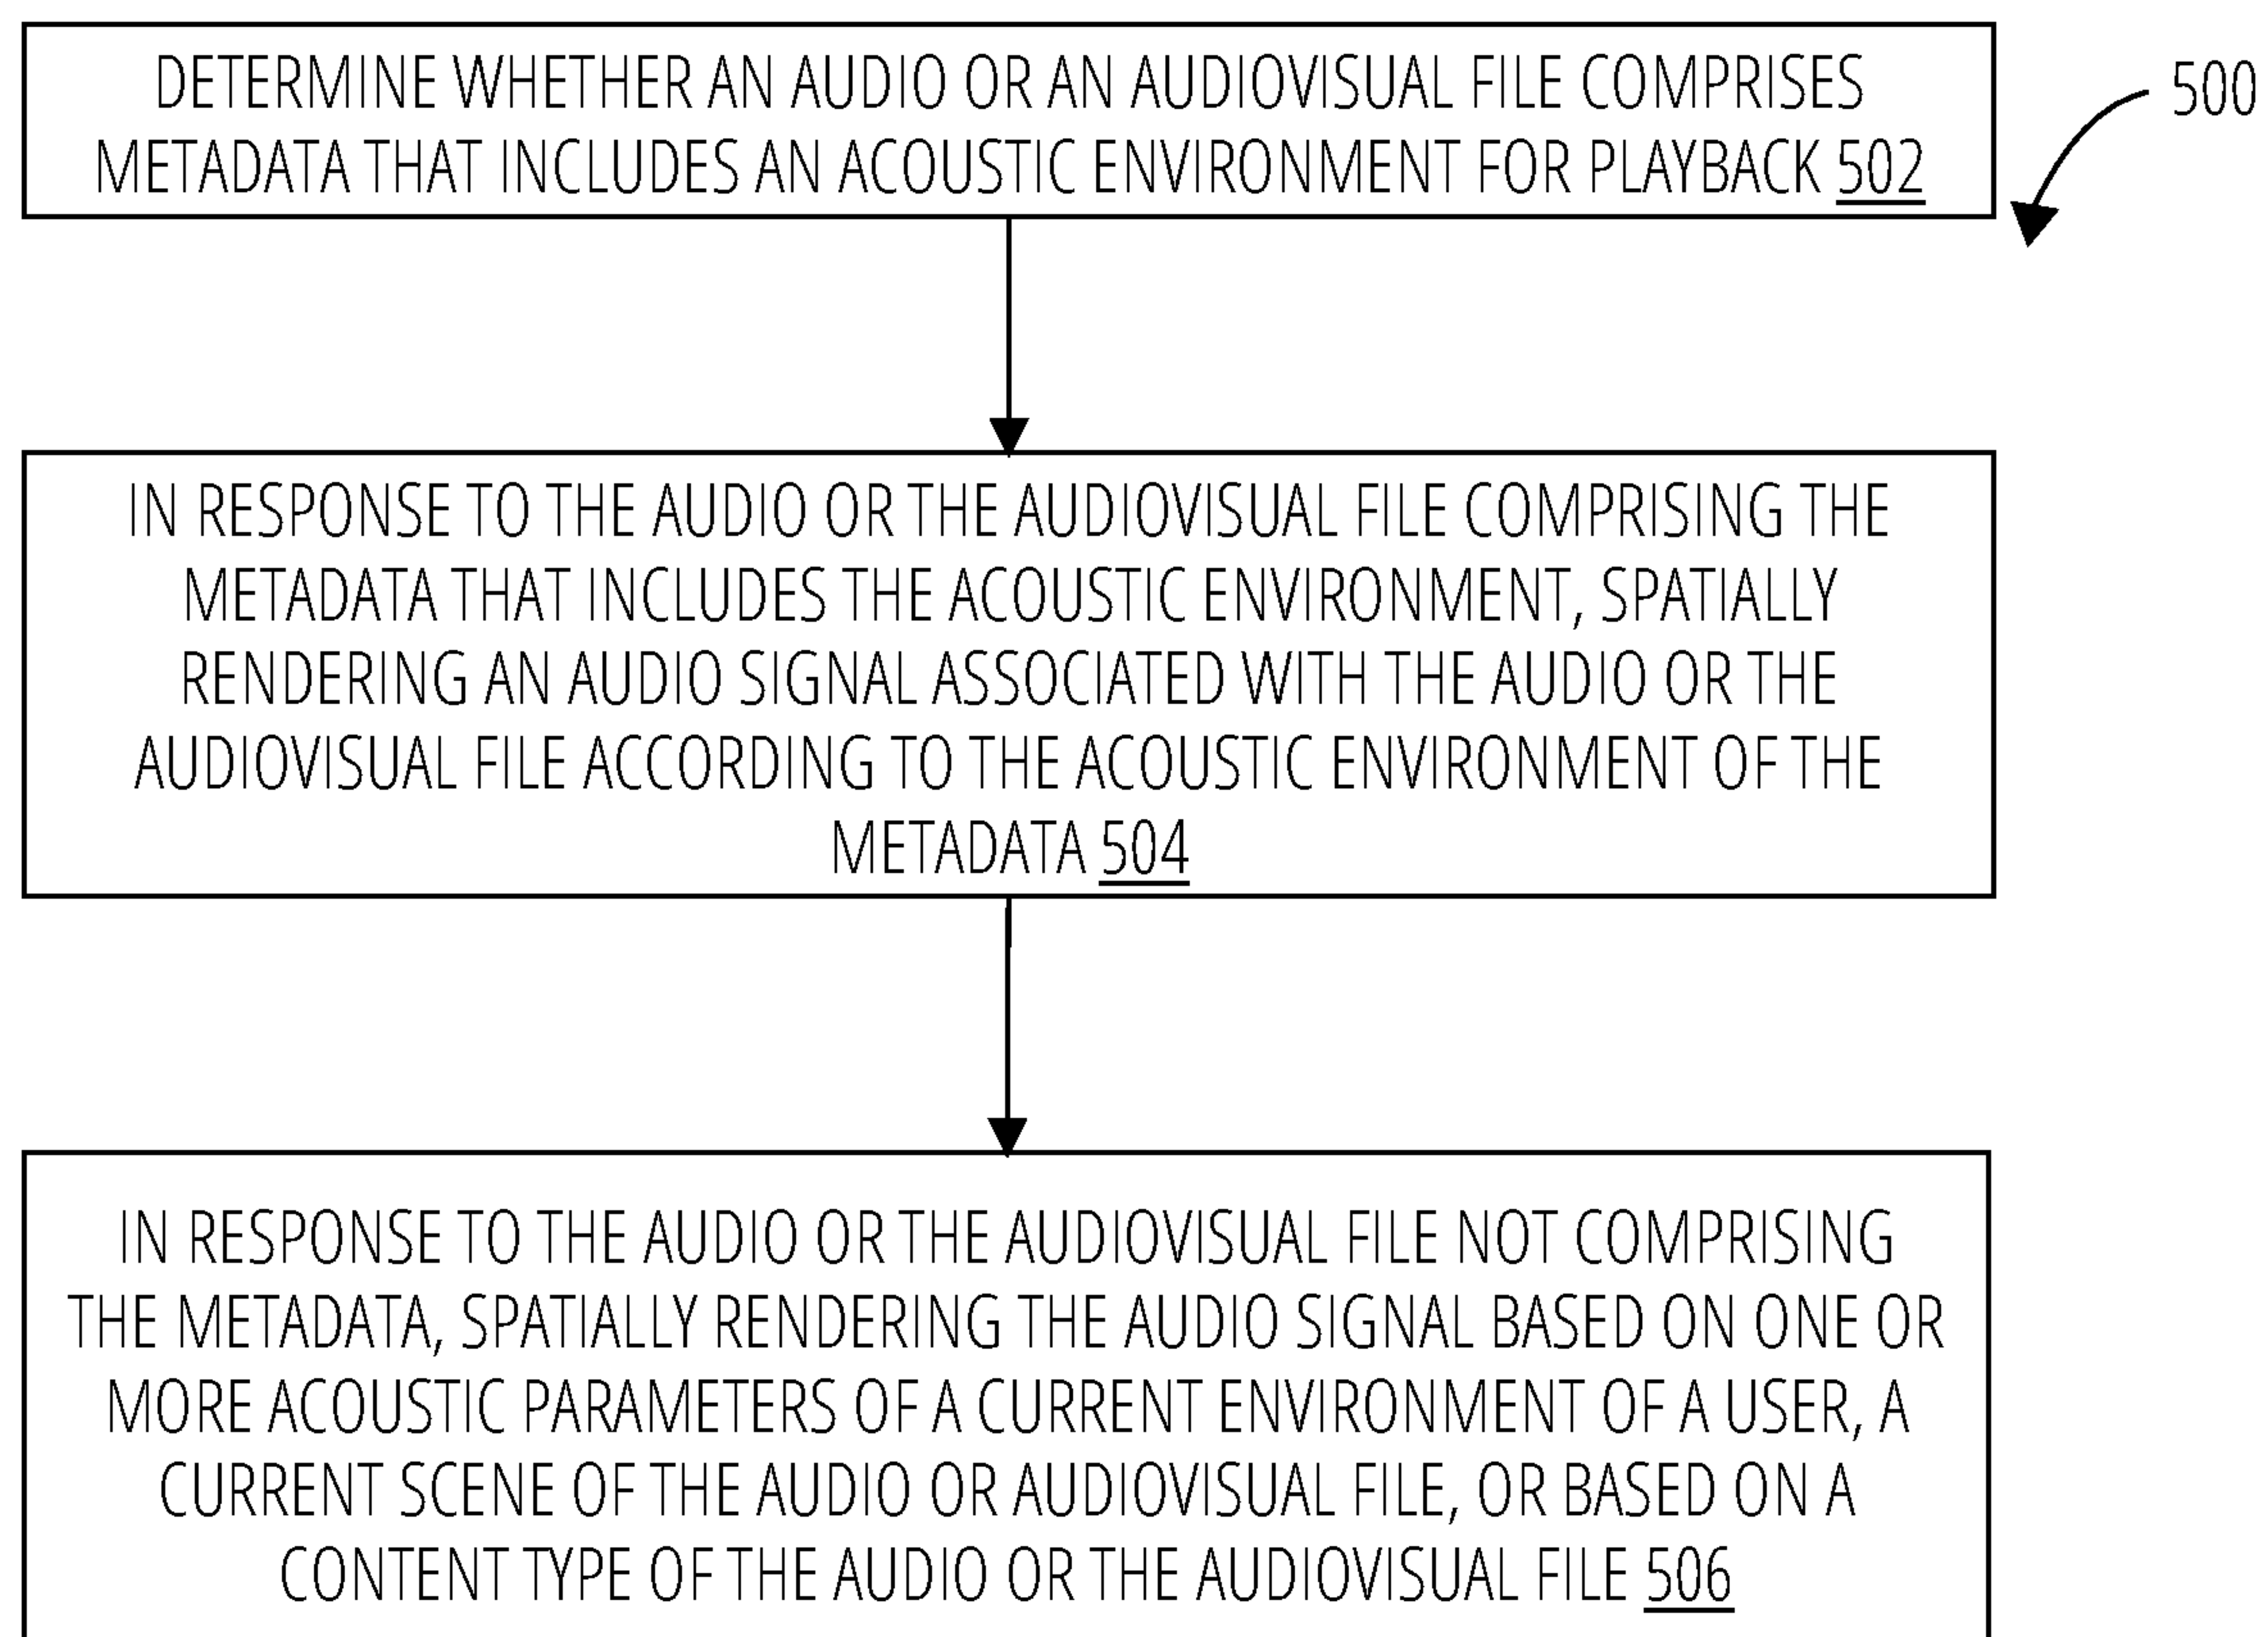 DETERMINE WHETHER AN AUDIO OR AN AUDIOVISUAL FILE COMPRISES
METADATA THAT INCLUDES AN ACOUSTIC ENVIRONMENT FOR PLAYBACK 502
500
IN RESPONSE TO THE AUDIO OR THE AUDIOVISUAL FILE COMPRISING THE
METADATA THAT INCLUDES THE ACOUSTIC ENVIRONMENT, SPATIALLY
RENDERING AN AUDIO SIGNAL ASSOCIATED WITH THE AUDIO OR THE
AUDIOVISUAL FILE ACCORDING TO THE ACOUSTIC ENVIRONMENT OF THE
METADATA 504
IN RESPONSE TO THE AUDIO OR THE AUDIOVISUAL FILE NOT COMPRISING
THE METADATA, SPATIALLY RENDERING THE AUDIO SIGNAL BASED ON ONE OR
MORE ACOUSTIC PARAMETERS OF A CURRENT ENVIRONMENT OF A USER, A
CURRENT SCENE OF THE AUDIO OR AUDIOVISUAL FILE, OR BASED ON A
CONTENT TYPE OF THE AUDIO OR THE AUDIOVISUAL FILE 506